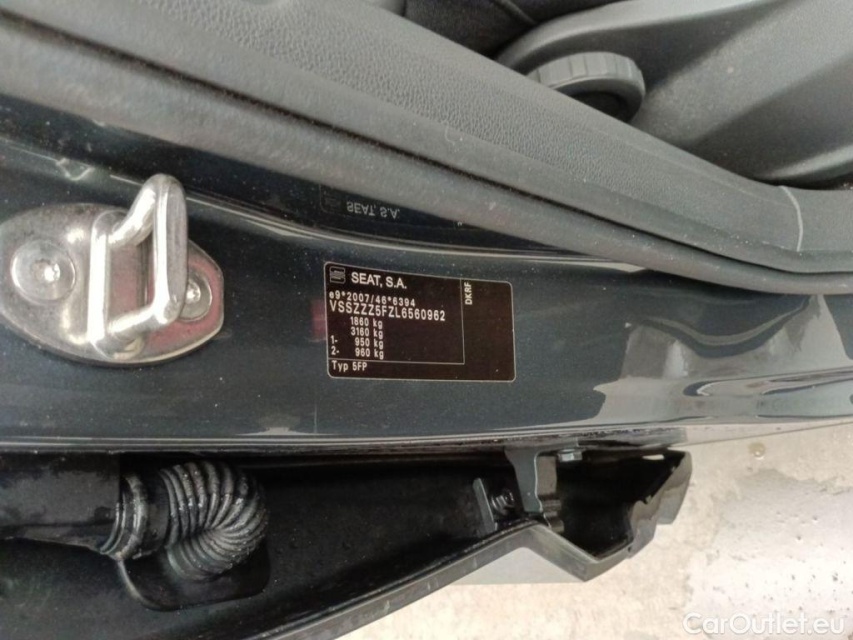 SEAT, S.A.
e9*2007/46*6394
VSSZZZ5FZL6560962
1860 kg
3160 kg
1- 950 kg
2- 960 kg
Typ 5FP
DKRF
SEAT, S.A.
CarOutlet.eu